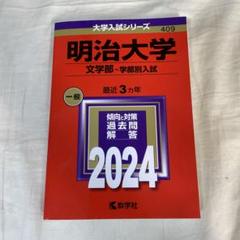 大学入試シリーズ
409
明治大学
文学部-学部別入試
最近3カ年
一般
傾向と対策
過去問
解答
2024
教学社